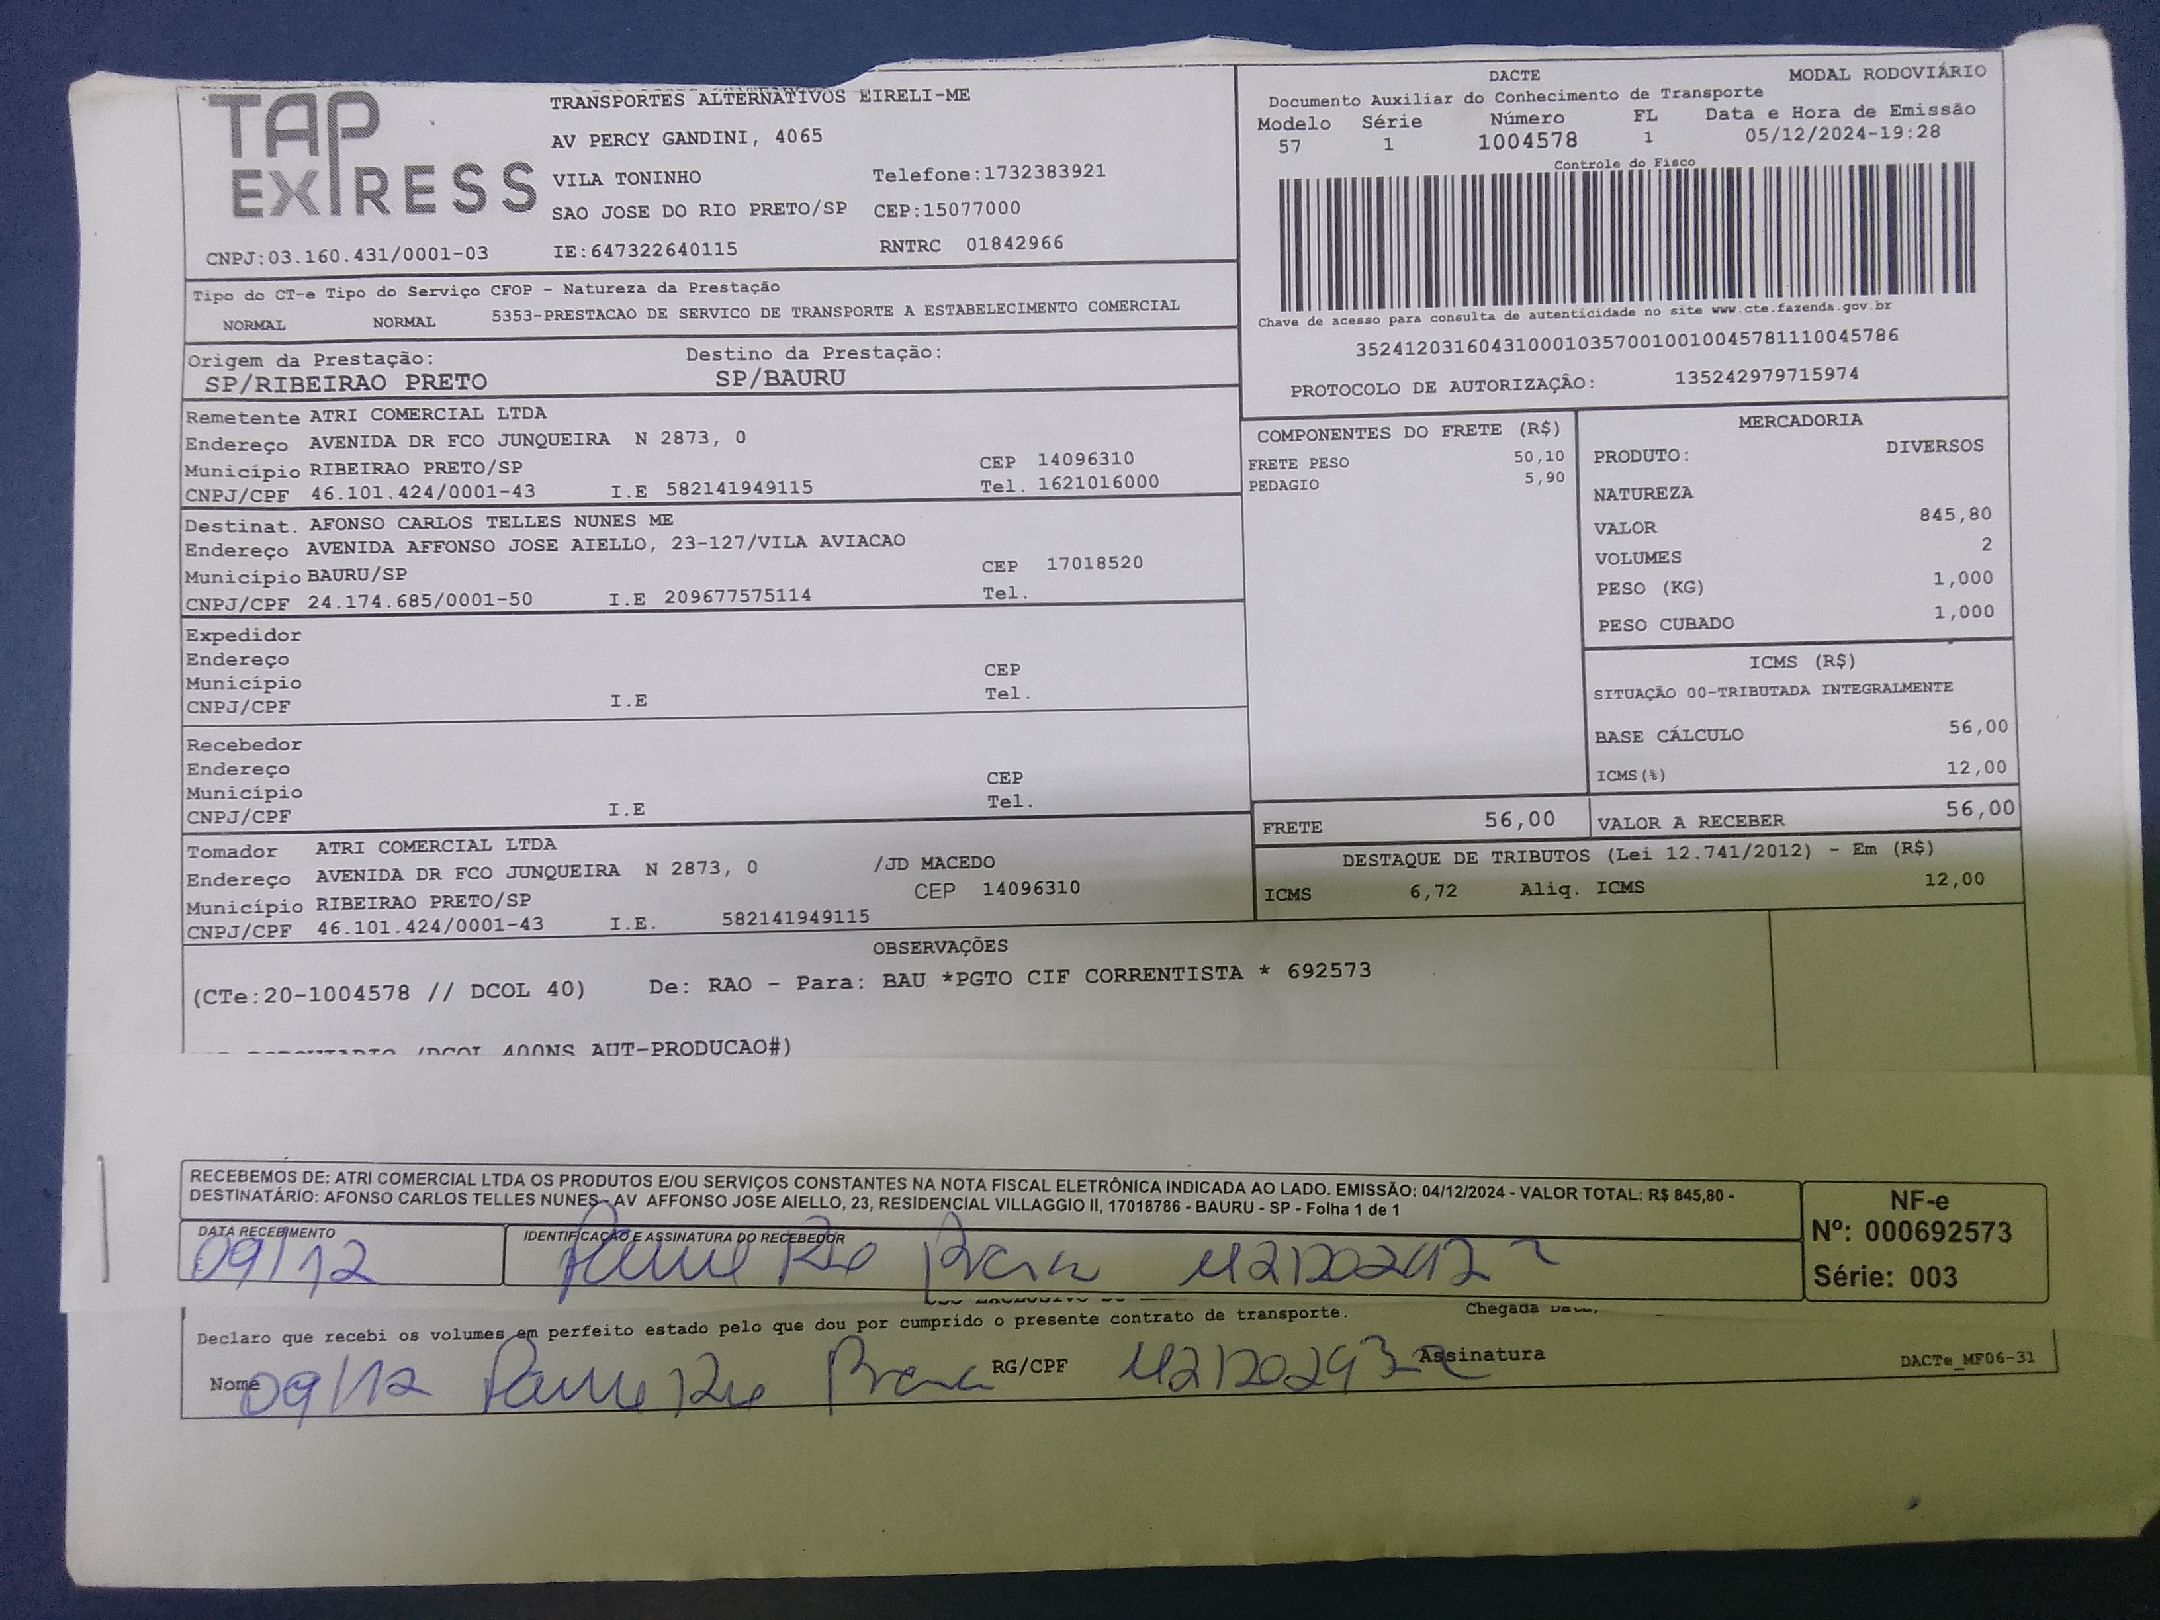 TAP
EXPRESS
TRANSPORTES ALTERNATIVOS EIRELI-ME
AV PERCY GANDINI, 4065
VILA TONINHO Telefone:1732383921
SAO JOSE DO RIO PRETO/SP CEP:15077000
CNPJ:03.160.431/0001-03 IE:647322640115 RNTRC 01842966
DACTE MODAL RODOVIÁRIO
Documento Auxiliar do Conhecimento de Transporte
Modelo Série Número FL Data e Hora de Emissão
57 1 1004578 1 05/12/2024-19:28
Controle do Fisco
Chave de acesso para consulta de autenticidade no site www.cte.fazenda.gov.br
35241203160431000103570010010045781110045786
PROTOCOLO DE AUTORIZAÇÃO: 135242979715974
Tipo do CT-e Tipo do Serviço CFOP - Natureza da Prestação
NORMAL NORMAL 5353-PRESTACAO DE SERVICO DE TRANSPORTE A ESTABELECIMENTO COMERCIAL
Origem da Prestação: Destino da Prestação:
SP/RIBEIRAO PRETO SP/BAURU
Remetente ATRI COMERCIAL LTDA
Endereço AVENIDA DR FCO JUNQUEIRA N 2873, 0
Município RIBEIRAO PRETO/SP CEP 14096310
CNPJ/CPF 46.101.424/0001-43 I.E 582141949115 Tel. 1621016000
Destinat. AFONSO CARLOS TELLES NUNES ME
Endereço AVENIDA AFFONSO JOSE AIELLO, 23-127/VILA AVIACAO
Município BAURU/SP CEP 17018520
CNPJ/CPF 24.174.685/0001-50 I.E 209677575114 Tel.
Expedidor
Endereço
Município CEP
CNPJ/CPF I.E Tel.
Recebedor
Endereço
Município CEP
CNPJ/CPF I.E Tel.
Tomador ATRI COMERCIAL LTDA
Endereço AVENIDA DR FCO JUNQUEIRA N 2873, 0 /JD MACEDO
Município RIBEIRAO PRETO/SP CEP 14096310
CNPJ/CPF 46.101.424/0001-43 I.E. 582141949115
COMPONENTES DO FRETE (R$)
FRETE PESO 50,10
PEDAGIO 5,90
MERCADORIA
PRODUTO: DIVERSOS
NATUREZA
VALOR 845,80
VOLUMES 2
PESO (KG) 1,000
PESO CUBADO 1,000
ICMS (R$)
SITUAÇÃO 00-TRIBUTADA INTEGRALMENTE
BASE CÁLCULO 56,00
ICMS(%) 12,00
FRETE 56,00 VALOR A RECEBER 56,00
DESTAQUE DE TRIBUTOS (Lei 12.741/2012) - Em (R$)
ICMS 6,72 Aliq. ICMS 12,00
OBSERVAÇÕES
(CTe:20-1004578 // DCOL 40) De: RAO - Para: BAU *PGTO CIF CORRENTISTA * 692573
AUT-PRODUCAO#)
RECEBEMOS DE: ATRI COMERCIAL LTDA OS PRODUTOS E/OU SERVIÇOS CONSTANTES NA NOTA FISCAL ELETRÔNICA INDICADA AO LADO. EMISSÃO: 04/12/2024 - VALOR TOTAL: R$ 845,80 -
DESTINATÁRIO: AFONSO CARLOS TELLES NUNES - AV AFFONSO JOSE AIELLO, 23, RESIDENCIAL VILLAGGIO II, 17018786 - BAURU - SP - Folha 1 de 1
DATA RECEBIMENTO IDENTIFICAÇÃO E ASSINATURA DO RECEBEDOR
09/12
NF-e
Nº: 000692573
Série: 003
Chegada
Declaro que recebi os volumes em perfeito estado pelo que dou por cumprido o presente contrato de transporte.
Nome 09/12 RG/CPF Assinatura DACTe_MF06-31